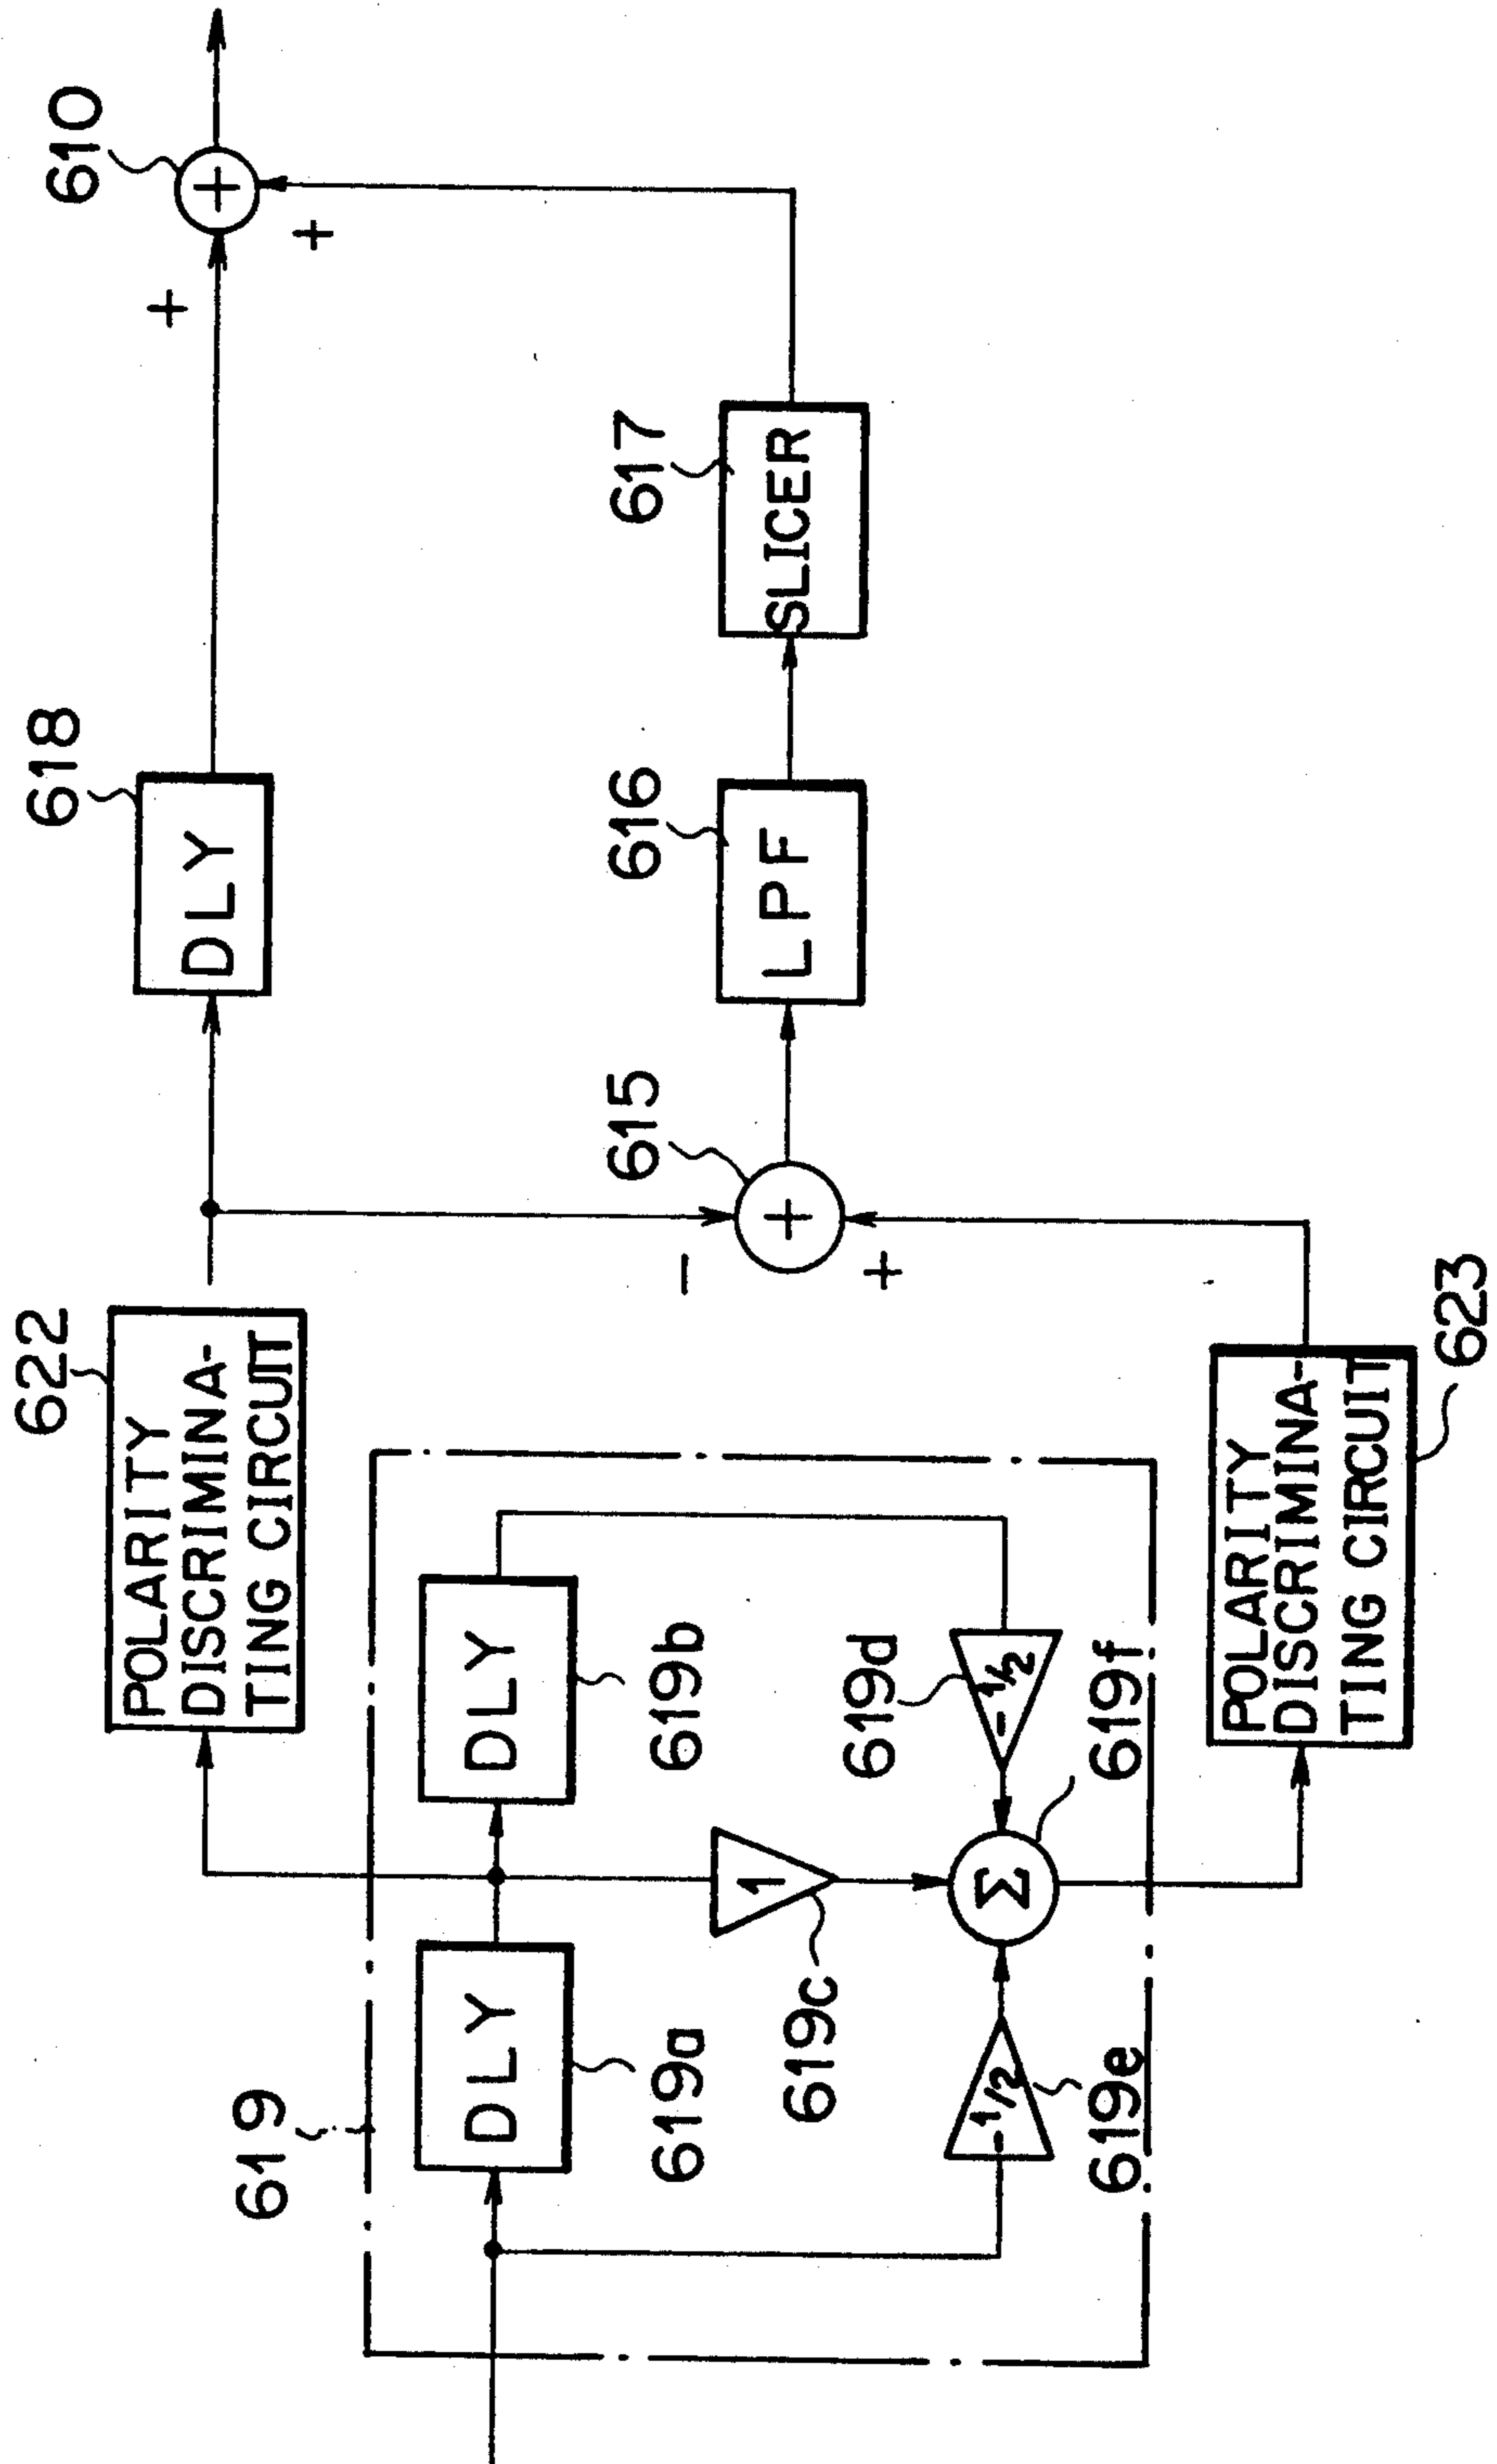 622
POLARITY
DISCRIMINA-
TING CIRCUIT
618
DLY
+
+
610
+
619
DLY
619a
DLY
619b
1
619c
-1/2
619d
-1/2
619e
Σ
619f
−
+
+
615
LPF
616
SLICER
617
POLARITY
DISCRIMINA-
TING CIRCUIT
623